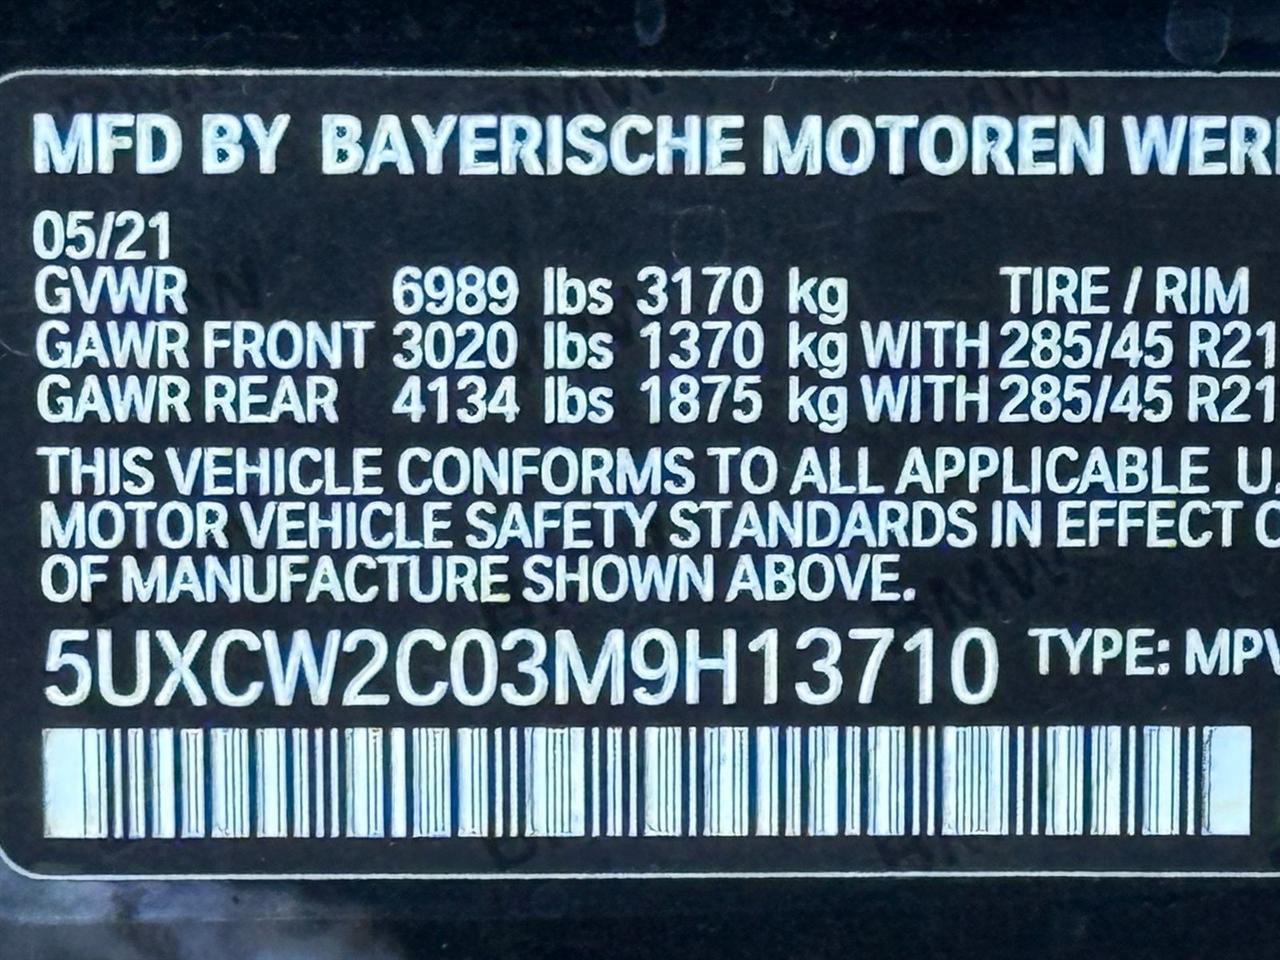 MFD BY BAYERISCHE MOTOREN WER
05/21
GVWR 6989 lbs 3170 kg TIRE / RIM
GAWR FRONT 3020 lbs 1370 kg WITH 285/45 R21
GAWR REAR 4134 lbs 1875 kg WITH 285/45 R21
THIS VEHICLE CONFORMS TO ALL APPLICABLE U.
MOTOR VEHICLE SAFETY STANDARDS IN EFFECT
OF MANUFACTURE SHOWN ABOVE.
5UXCW2C03M9H13710 TYPE: MPV